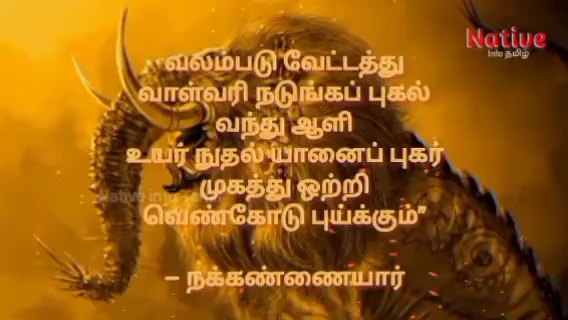 Native
Info தமிழ்
வலம்படு வேட்டத்து
வாள்வரி நடுங்கப் புகல்
வந்து ஆளி
உயர் நுதல் யானைப் புகர்
முகத்து ஒற்றி
வெண்கோடு புய்க்கும்"
– நக்கண்ணையார்